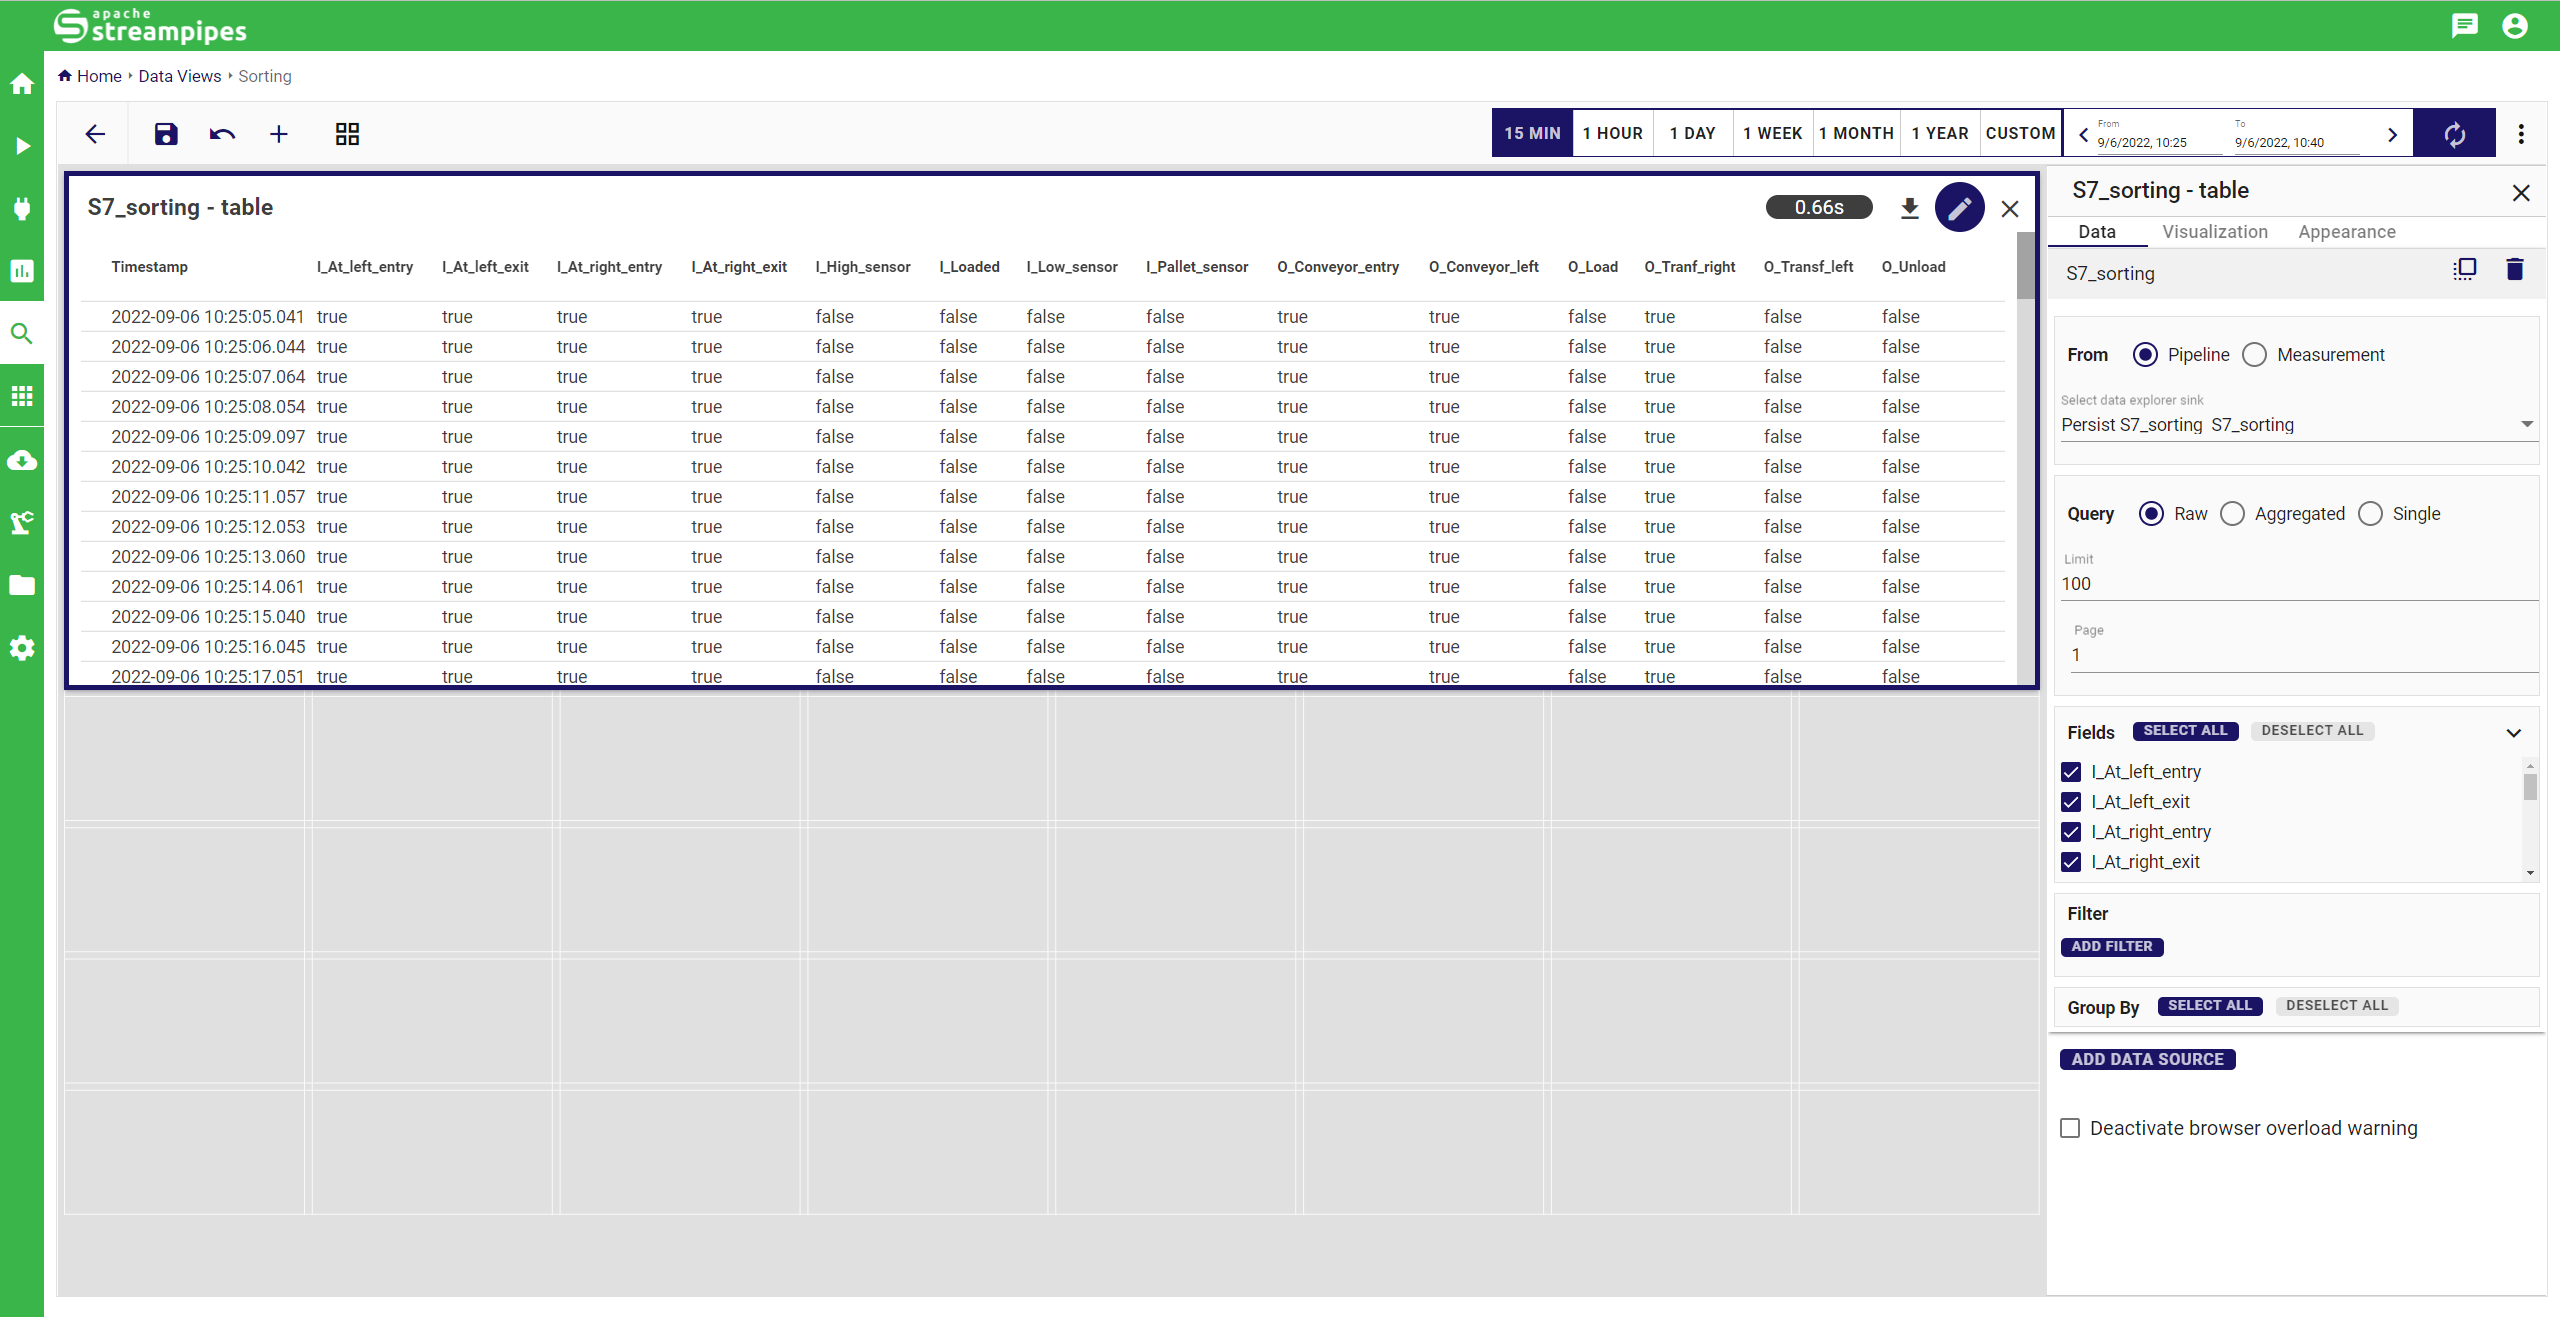 apache
streampipes
Home Data Views Sorting
15 MIN 1 HOUR 1 DAY 1 WEEK 1 MONTH 1 YEAR CUSTOM
From To
9/6/2022, 10:25 9/6/2022, 10:40
S7_sorting - table 0.66s
Timestamp I_At_left_entry I_At_left_exit I_At_right_entry I_At_right_exit I_High_sensor I_Loaded I_Low_sensor I_Pallet_sensor O_Conveyor_entry O_Conveyor_left O_Load O_Tranf_right O_Transf_left O_Unload
2022-09-06 10:25:05.041 true true true true false false false false true true false true false false
2022-09-06 10:25:06.044 true true true true false false false false true true false true false false
2022-09-06 10:25:07.064 true true true true false false false false true true false true false false
2022-09-06 10:25:08.054 true true true true false false false false true true false true false false
2022-09-06 10:25:09.097 true true true true false false false false true true false true false false
2022-09-06 10:25:10.042 true true true true false false false false true true false true false false
2022-09-06 10:25:11.057 true true true true false false false false true true false true false false
2022-09-06 10:25:12.053 true true true true false false false false true true false true false false
2022-09-06 10:25:13.060 true true true true false false false false true true false true false false
2022-09-06 10:25:14.061 true true true true false false false false true true false true false false
2022-09-06 10:25:15.040 true true true true false false false false true true false true false false
2022-09-06 10:25:16.045 true true true true false false false false true true false true false false
2022-09-06 10:25:17.051 true true true true false false false false true true false true false false
S7_sorting - table
Data Visualization Appearance
S7_sorting
From Pipeline Measurement
Select data explorer sink
Persist S7_sorting S7_sorting
Query Raw Aggregated Single
Limit
100
Page
1
Fields SELECT ALL DESELECT ALL
I_At_left_entry
I_At_left_exit
I_At_right_entry
I_At_right_exit
Filter
ADD FILTER
Group By SELECT ALL DESELECT ALL
ADD DATA SOURCE
Deactivate browser overload warning